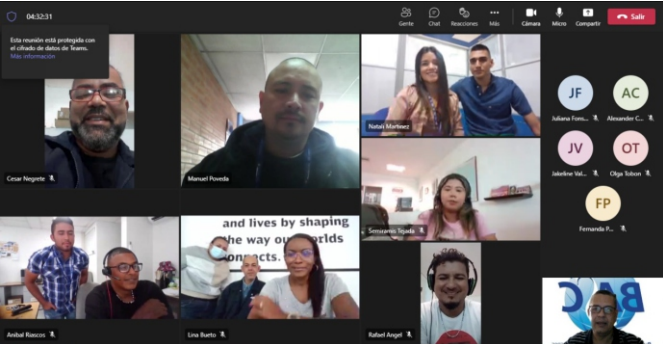 04:32:31
Gente
Chat
Reacciones
Más
Cámara
Micro
Compartir
Salir
Esta reunión está protegida con
el cifrado de datos de Teams.
Más información
Cesar Negrete
Manuel Poveda
Natali Martinez
JF
AC
Juliana Fons...
Alexander C...
JV
OT
Jakeline Val...
Olga Tobon
Semiramis Tejada
FP
Fernanda P...
and lives by shaping
the way our worlds
connects.
BAC
Anibal Riascos
Lina Bueto
Rafael Angel